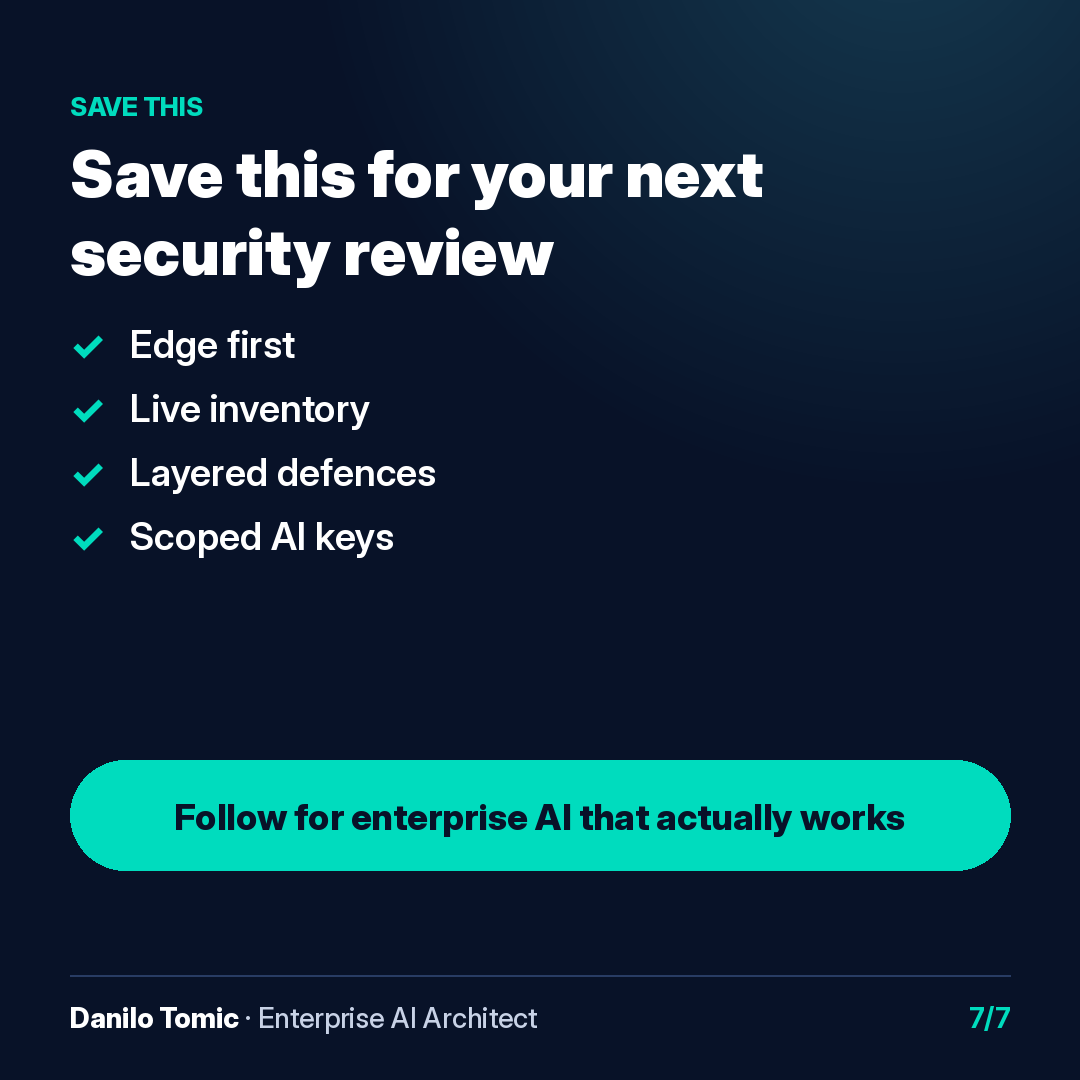 SAVE THIS
Save this for your next
security review
Edge first
Live inventory
Layered defences
Scoped AI keys
Follow for enterprise AI that actually works
Danilo Tomic · Enterprise AI Architect
7/7